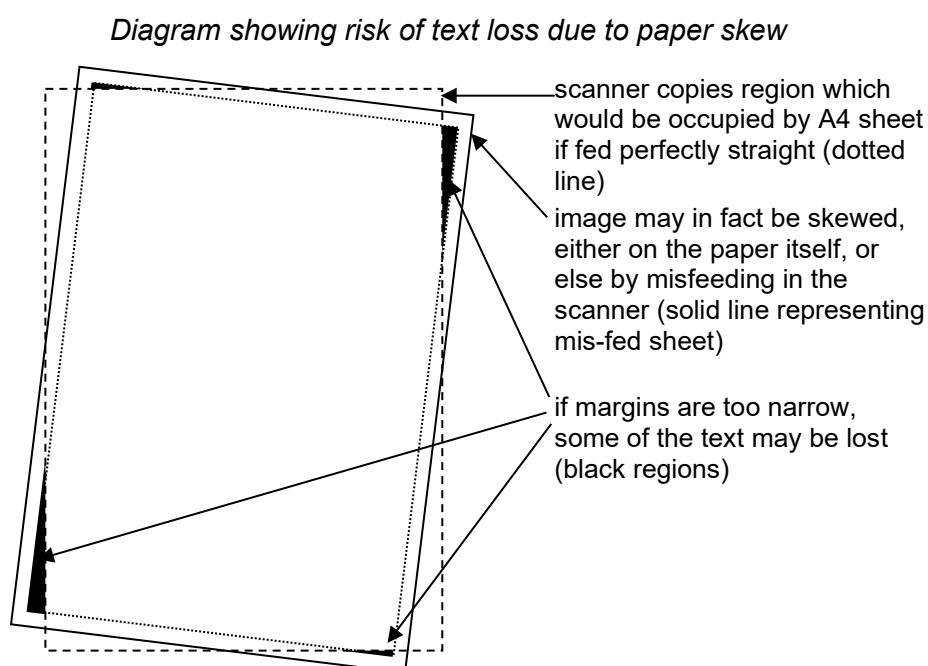 Diagram showing risk of text loss due to paper skew
scanner copies region which
would be occupied by A4 sheet
if fed perfectly straight (dotted
line)
image may in fact be skewed,
either on the paper itself, or
else by misfeeding in the
scanner (solid line representing
mis-fed sheet)
if margins are too narrow,
some of the text may be lost
(black regions)